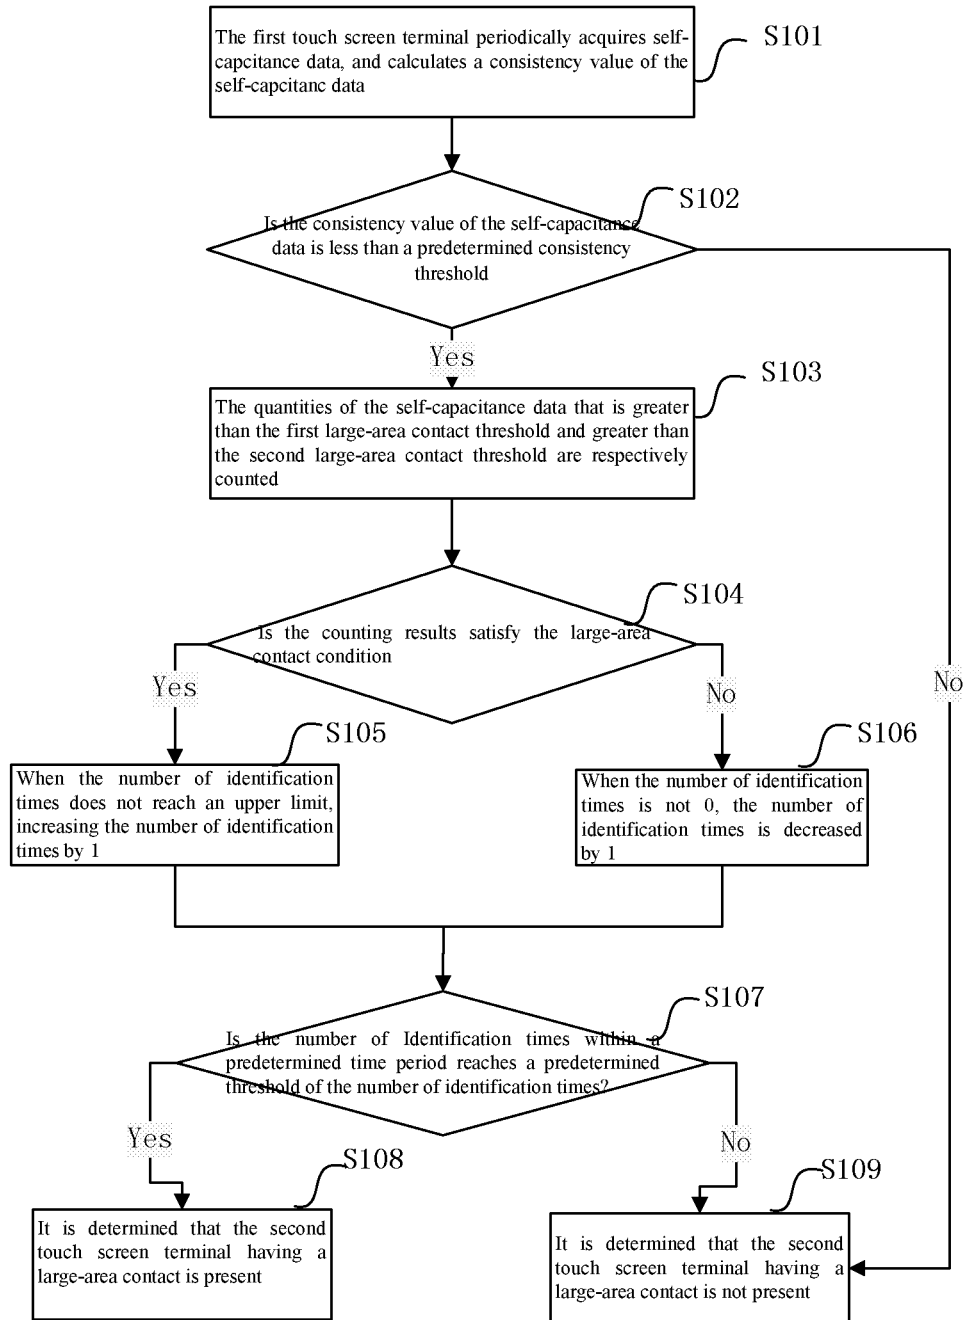 The first touch screen terminal periodically acquires self-
capcitance data, and calculates a consistency value of the
self-capcitanc data
S101
S102
Is the consistency value of the self-capacitance
data is less than a predetermined consistency
threshold
Yes
S103
The quantities of the self-capacitance data that is greater
than the first large-area contact threshold and greater than
the second large-area contact threshold are respectively
counted
S104
Is the counting results satisfy the large-area
contact condition
Yes
No
No
S105
S106
When the number of identification
times does not reach an upper limit,
increasing the number of identification
times by 1
When the number of identification
times is not 0, the number of
identification times is decreased
by 1
S107
Is the number of Identification times within a
predetermined time period reaches a predetermined
threshold of the number of identification times?
Yes
No
S108
S109
It is determined that the second
touch screen terminal having a
large-area contact is present
It is determined that the second
touch screen terminal having a
large-area contact is not present